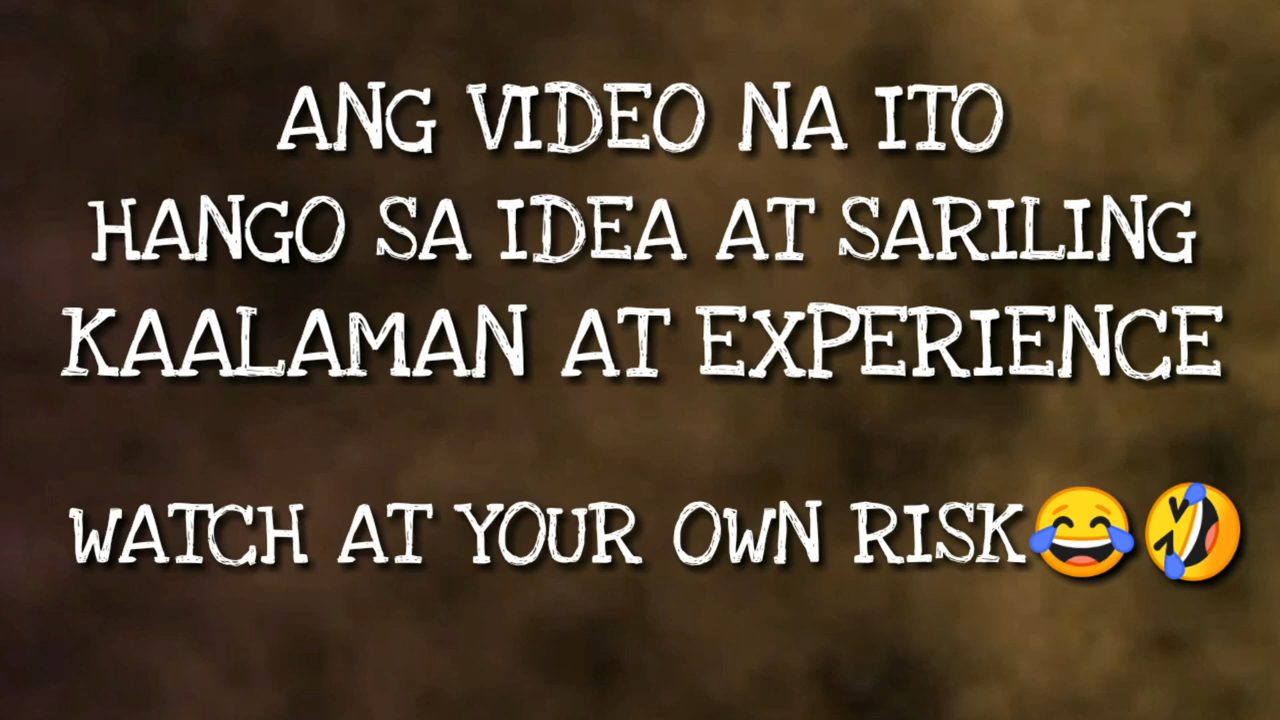 ANG VIDEO NA ITO
HANGO SA IDEA AT SARILING
KAALAMAN AT EXPERIENCE
WATCH AT YOUR OWN RISK😂🤣